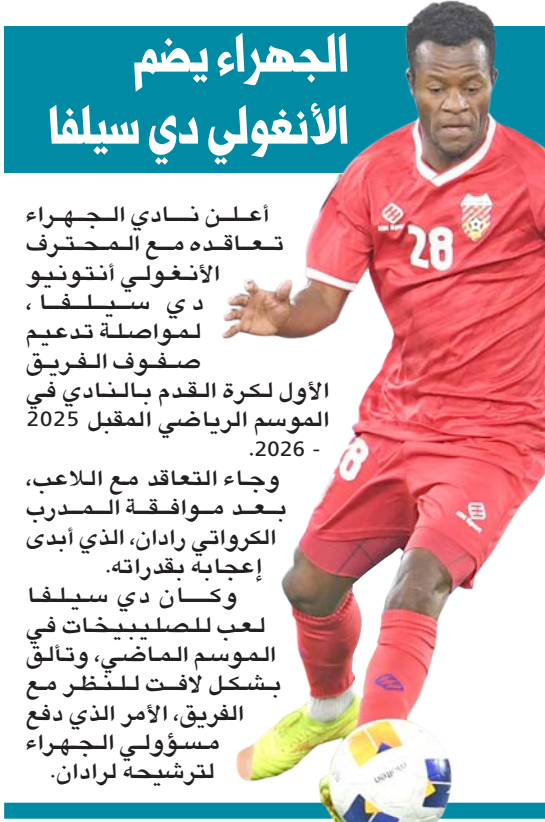 الجهراء يضم
الأنغولي دي سيلفا
أعلن نادي الجهراء
تعاقده مع المحترف
الأنغولي أنتونيو
دي سيلفا،
لمواصلة تدعيم
صفوف الفريق
الأول لكرة القدم بالنادي في
الموسم الرياضي المقبل 2025
- 2026.
وجاء التعاقد مع اللاعب،
بعد موافقة المدرب
الكرواتي رادان، الذي أبدى
إعجابه بقدراته.
وكان دي سيلفا
لعب للصليبيخات في
الموسم الماضي، وتألق
بشكل لافت للنظر مع
الفريق، الأمر الذي دفع
مسؤولي الجهراء
لترشيحه لرادان.
28
8